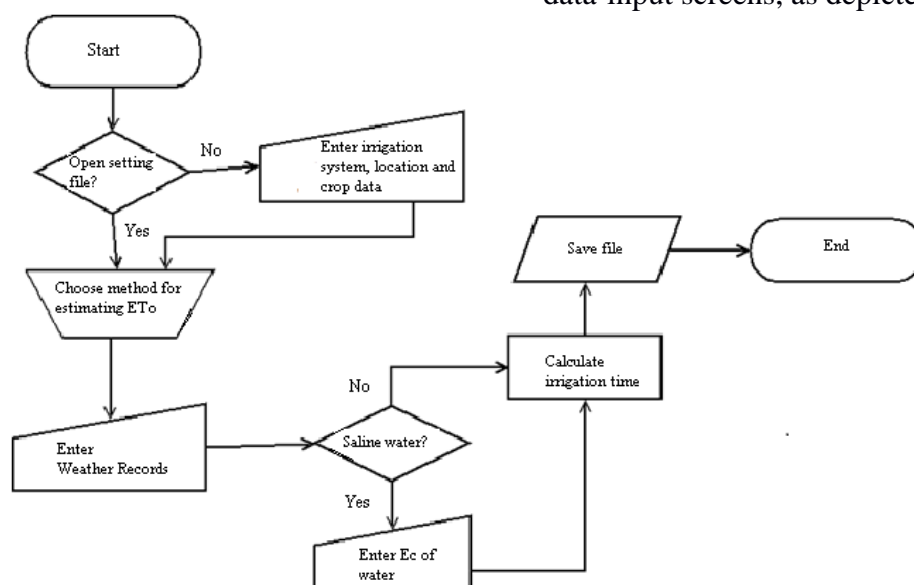 data input screens, as depicte
Start
Open setting
file?
No
Enter irrigation
system, location and
crop data
Yes
Choose method for
estimating ETo
Save file
End
Calculate
irrigation time
No
Enter
Weather Records
Saline water?
Yes
Enter Ec of
water